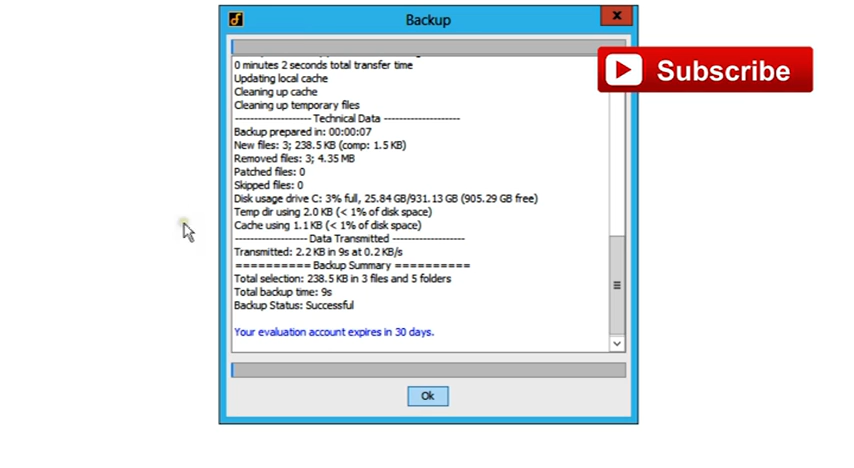 Backup
0 minutes 2 seconds total transfer time
Updating local cache
Cleaning up cache
Cleaning up temporary files
-------------------- Technical Data --------------------
Backup prepared in: 00:00:07
New files: 3; 238.5 KB (comp: 1.5 KB)
Removed files: 3; 4.35 MB
Patched files: 0
Skipped files: 0
Disk usage drive C: 3% full, 25.84 GB/931.13 GB (905.29 GB free)
Temp dir using 2.0 KB (< 1% of disk space)
Cache using 1.1 KB (< 1% of disk space)
------------------- Data Transmitted -------------------
Transmitted: 2.2 KB in 9s at 0.2 KB/s
========== Backup Summary ==========
Total selection: 238.5 KB in 3 files and 5 folders
Total backup time: 9s
Backup Status: Successful
Your evaluation account expires in 30 days.
Ok
Subscribe